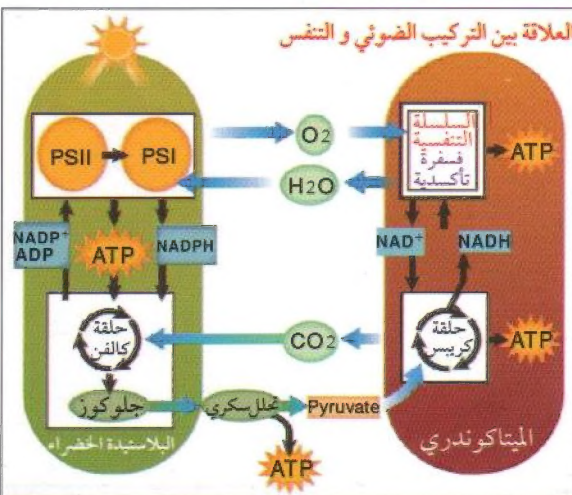 العلاقة بين التركيب الضوئي و التنفس
PSII
PSI
O2
H2O
السلسلة
التنفسية
فسفرة
تأكسدية
ATP
NADP+
ADP
ATP
NADPH
NAD+
NADH
حلقة
كالفن
CO2
حلقة
كريبس
ATP
جلوكوز
تحلل سكري
Pyruvate
البلاستيدة الخضراء
ATP
الميتاكوندري